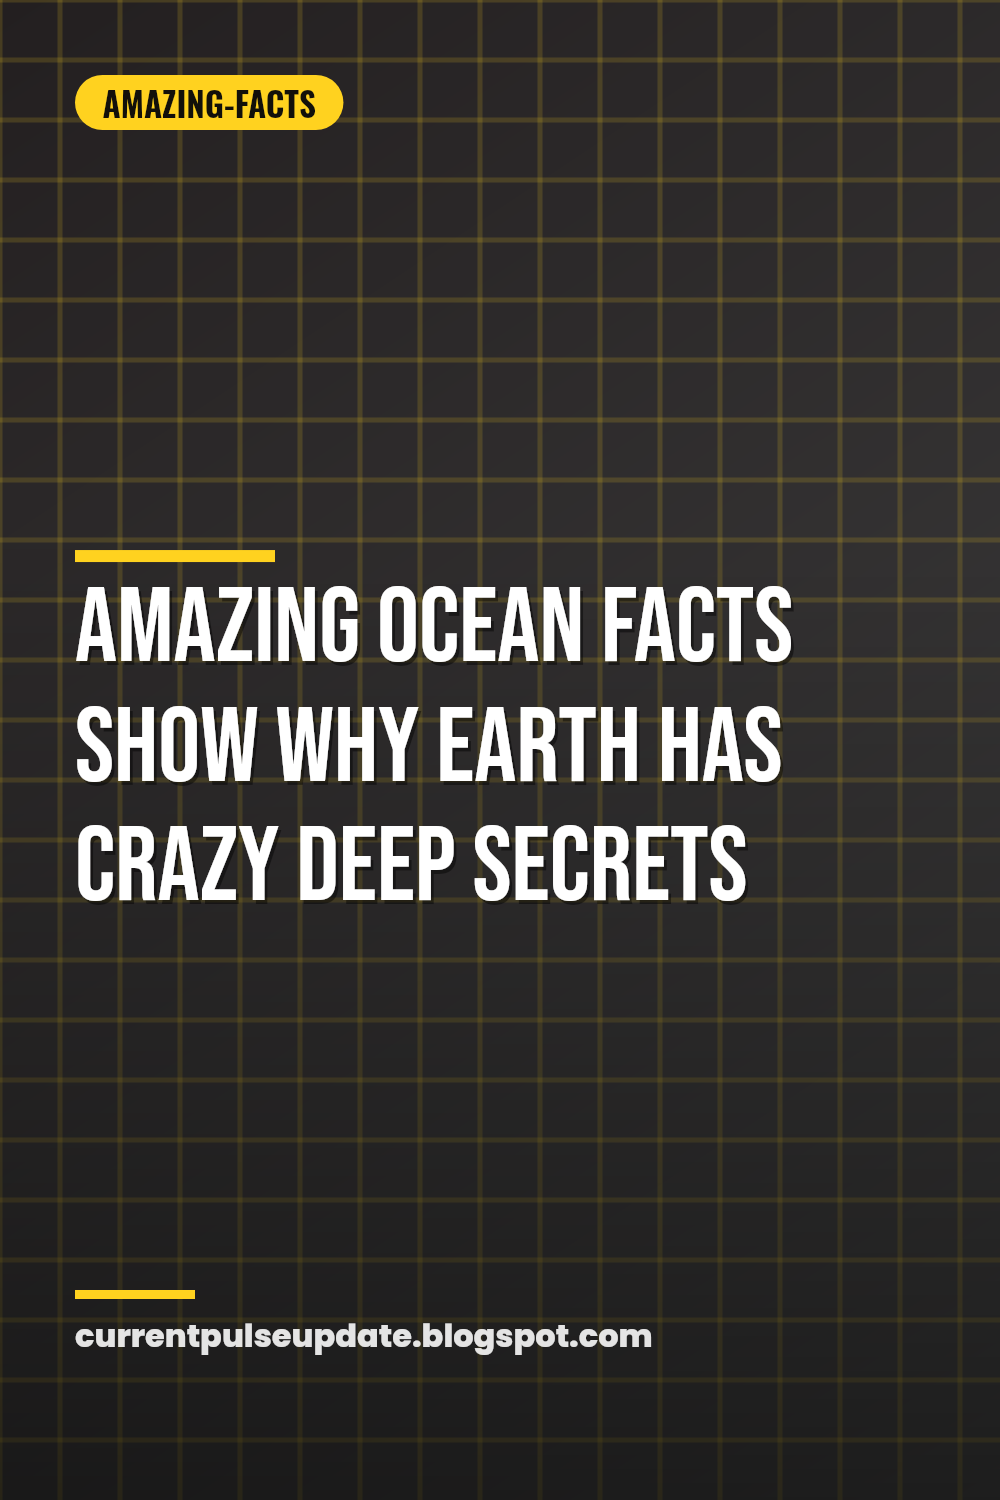 AMAZING-FACTS
AMAZING OCEAN FACTS
SHOW WHY EARTH HAS
CRAZY DEEP SECRETS
currentpulseupdate.blogspot.com